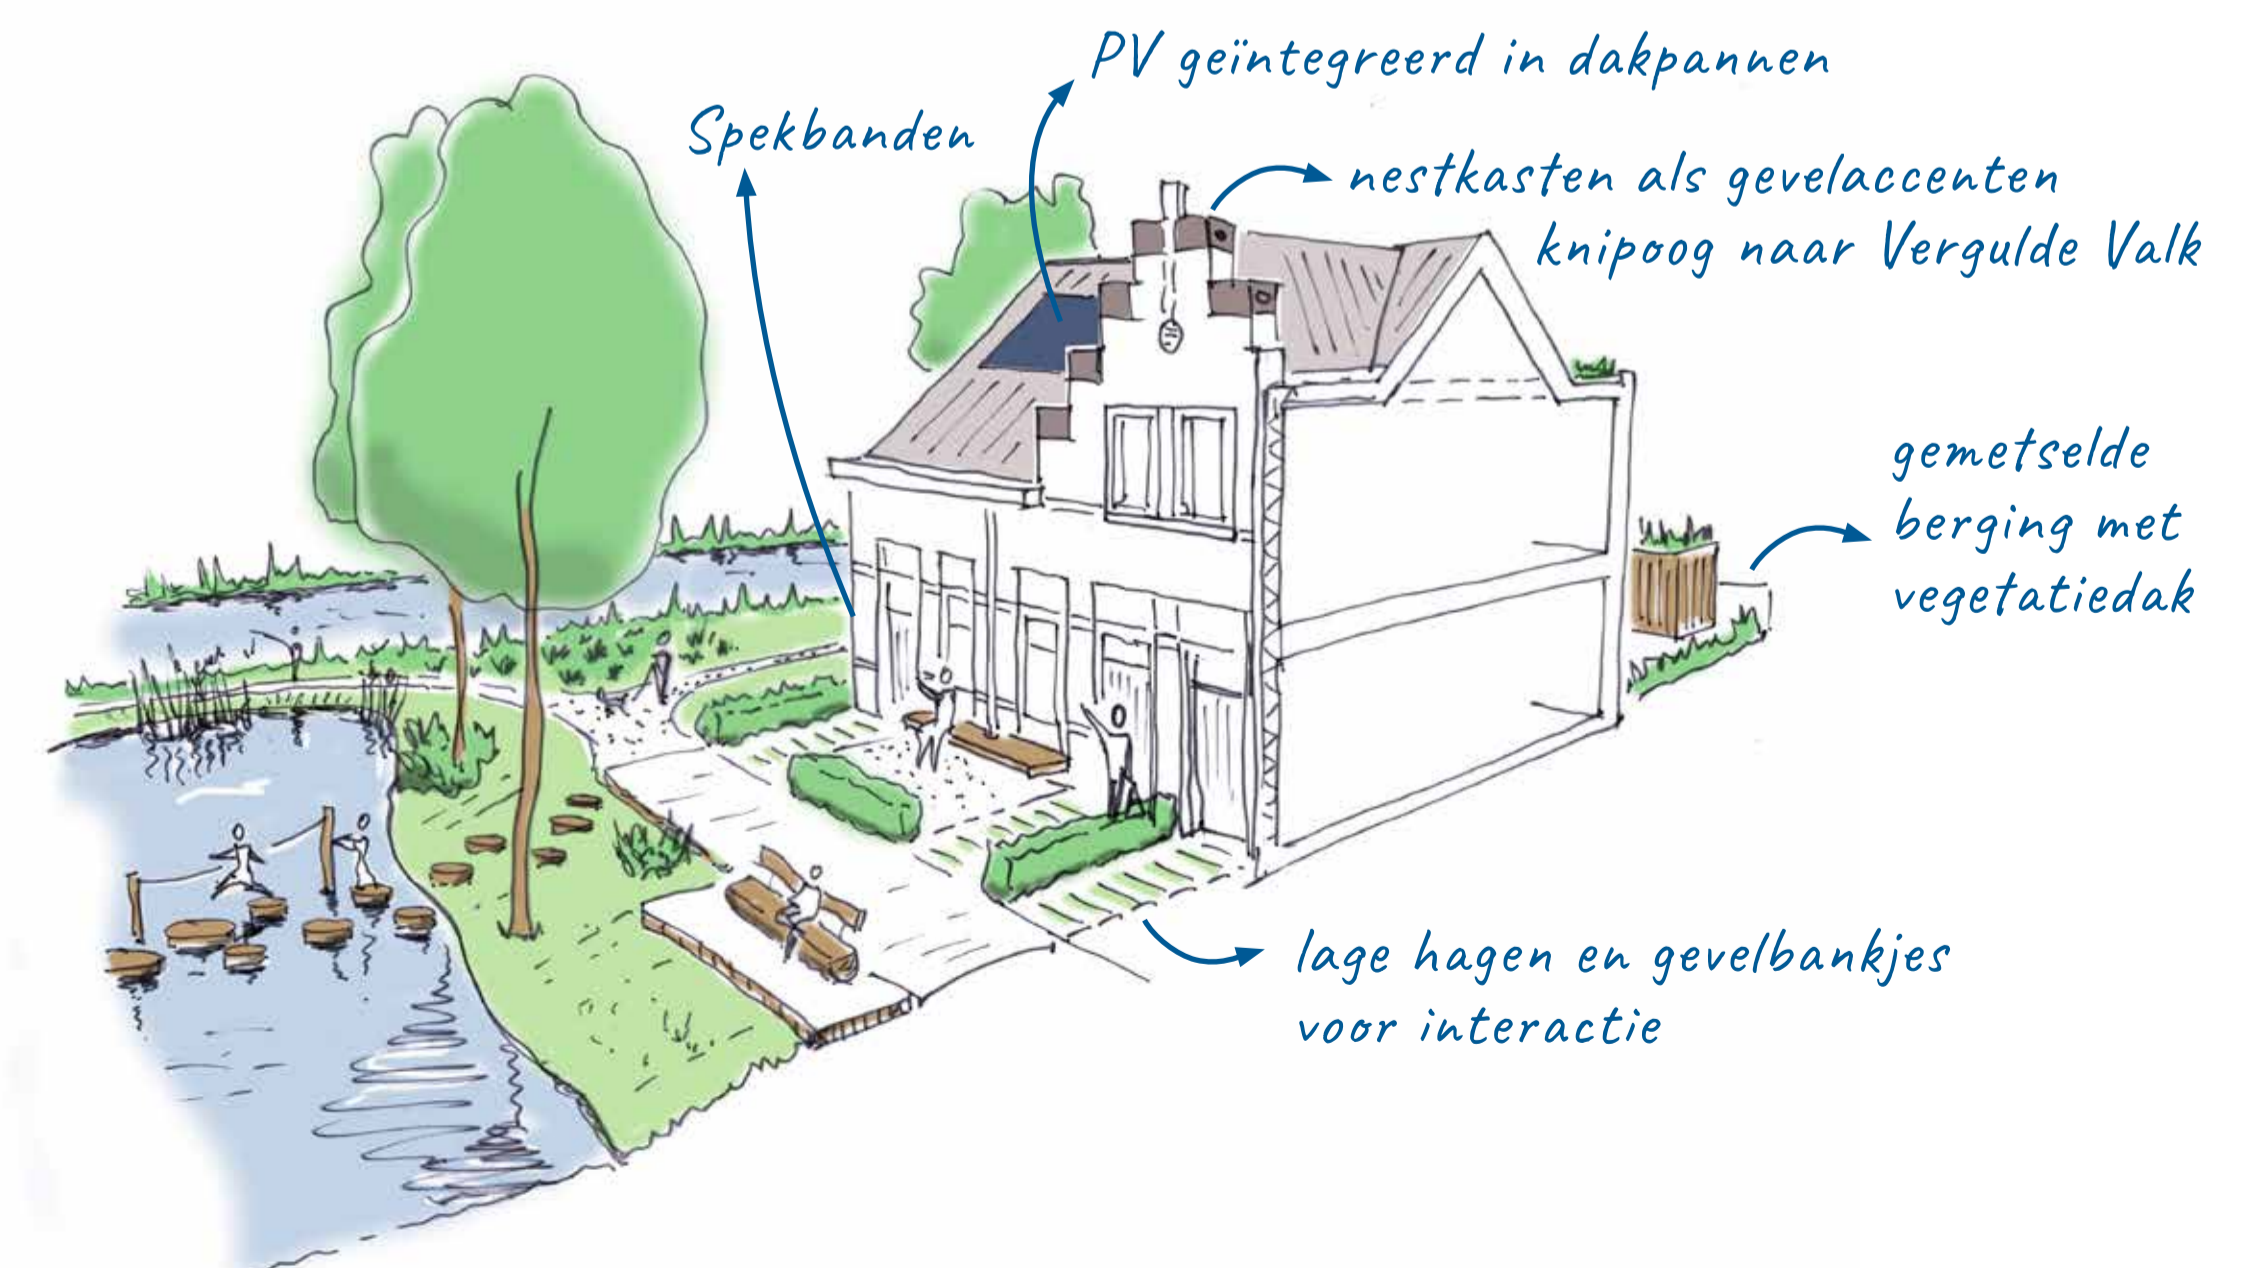 PV geïntegreerd in dakpannen
Spekbanden
nestkasten als gevelaccenten
knipoog naar Vergulde Valk
gemetselde
berging met
vegetatiedak
lage hagen en gevelbankjes
voor interactie